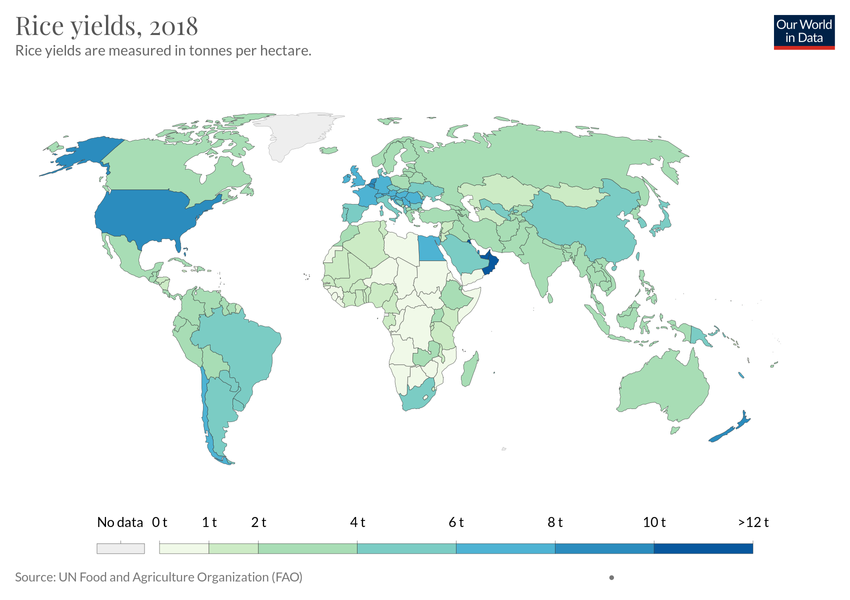 Rice yields, 2018
Rice yields are measured in tonnes per hectare.
Our World
in Data
No data 0 t 1 t 2 t 4 t 6 t 8 t 10 t >12 t
Source: UN Food and Agriculture Organization (FAO)